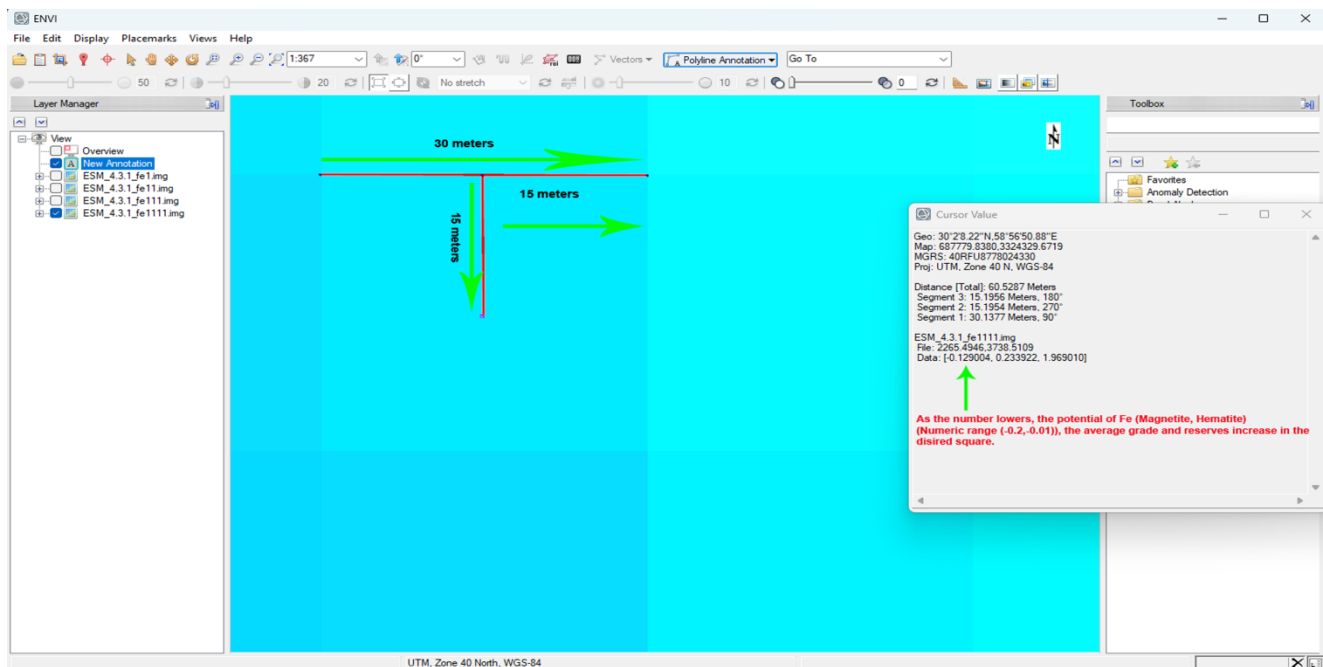 ENVI
File Edit Display Placemarks Views Help
1:367 0° Vectors Polyline Annotation Go To
50 20 No stretch 10 0
Layer Manager
Toolbox
View
Overview
New Annotation
ESM_4.3.1_fe1.img
ESM_4.3.1_fe11.img
ESM_4.3.1_fe111.img
ESM_4.3.1_fe1111.img
30 meters
15 meters
15 meters
N
Favorites
Anomaly Detection
Cursor Value
Geo: 30°2'8.22"N,58°56'50.88"E
Map: 687779.8380,3324329.6719
MGRS: 40RFU8778024330
Proj: UTM, Zone 40 N, WGS-84
Distance [Total]: 60.5287 Meters
Segment 3: 15.1956 Meters, 180°
Segment 2: 15.1954 Meters, 270°
Segment 1: 30.1377 Meters, 90°
ESM_4.3.1_fe1111.img
File: 2265.4946,3738.5109
Data: [-0.129004, 0.233922, 1.969010]
As the number lowers, the potential of Fe (Magnetite, Hematite)
(Numeric range (-0.2,-0.01)), the average grade and reserves increase in the
disired square.
UTM, Zone 40 North, WGS-84